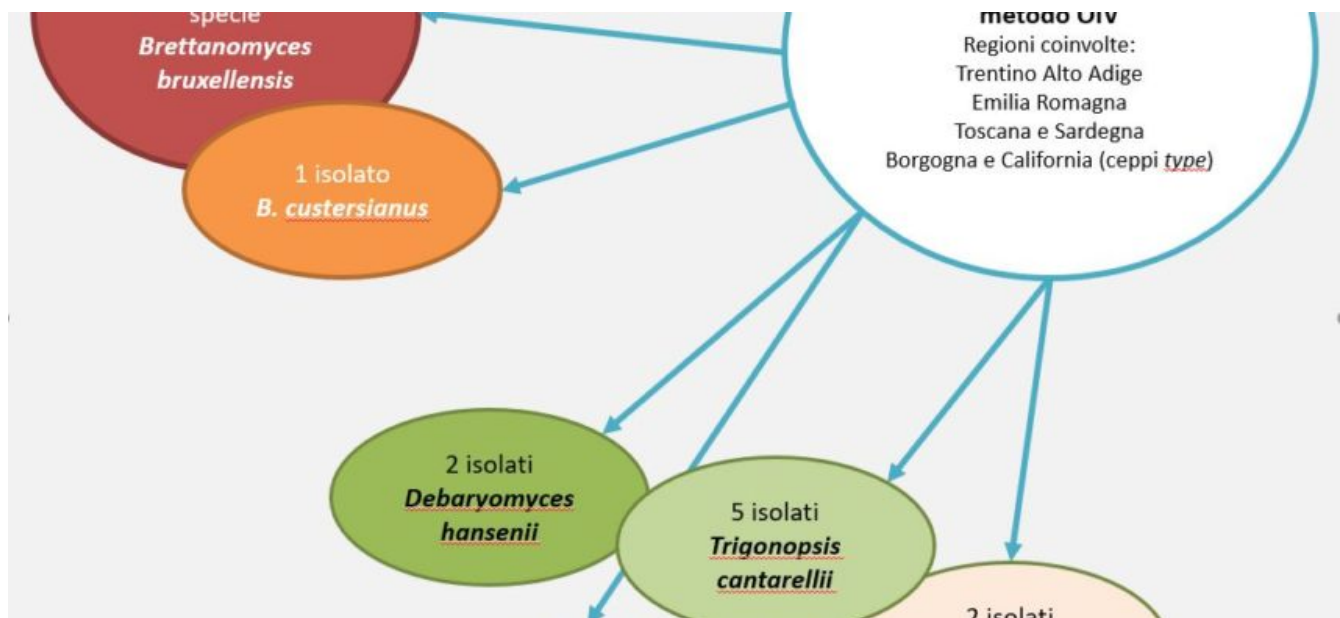 specie
Brettanomyces
bruxellensis
1 isolato
B. custersianus
metodo OIV
Regioni coinvolte:
Trentino Alto Adige
Emilia Romagna
Toscana e Sardegna
Borgogna e California (ceppi type)
2 isolati
Debaryomyces
hansenii
5 isolati
Trigonopsis
cantarellii
2 isolati